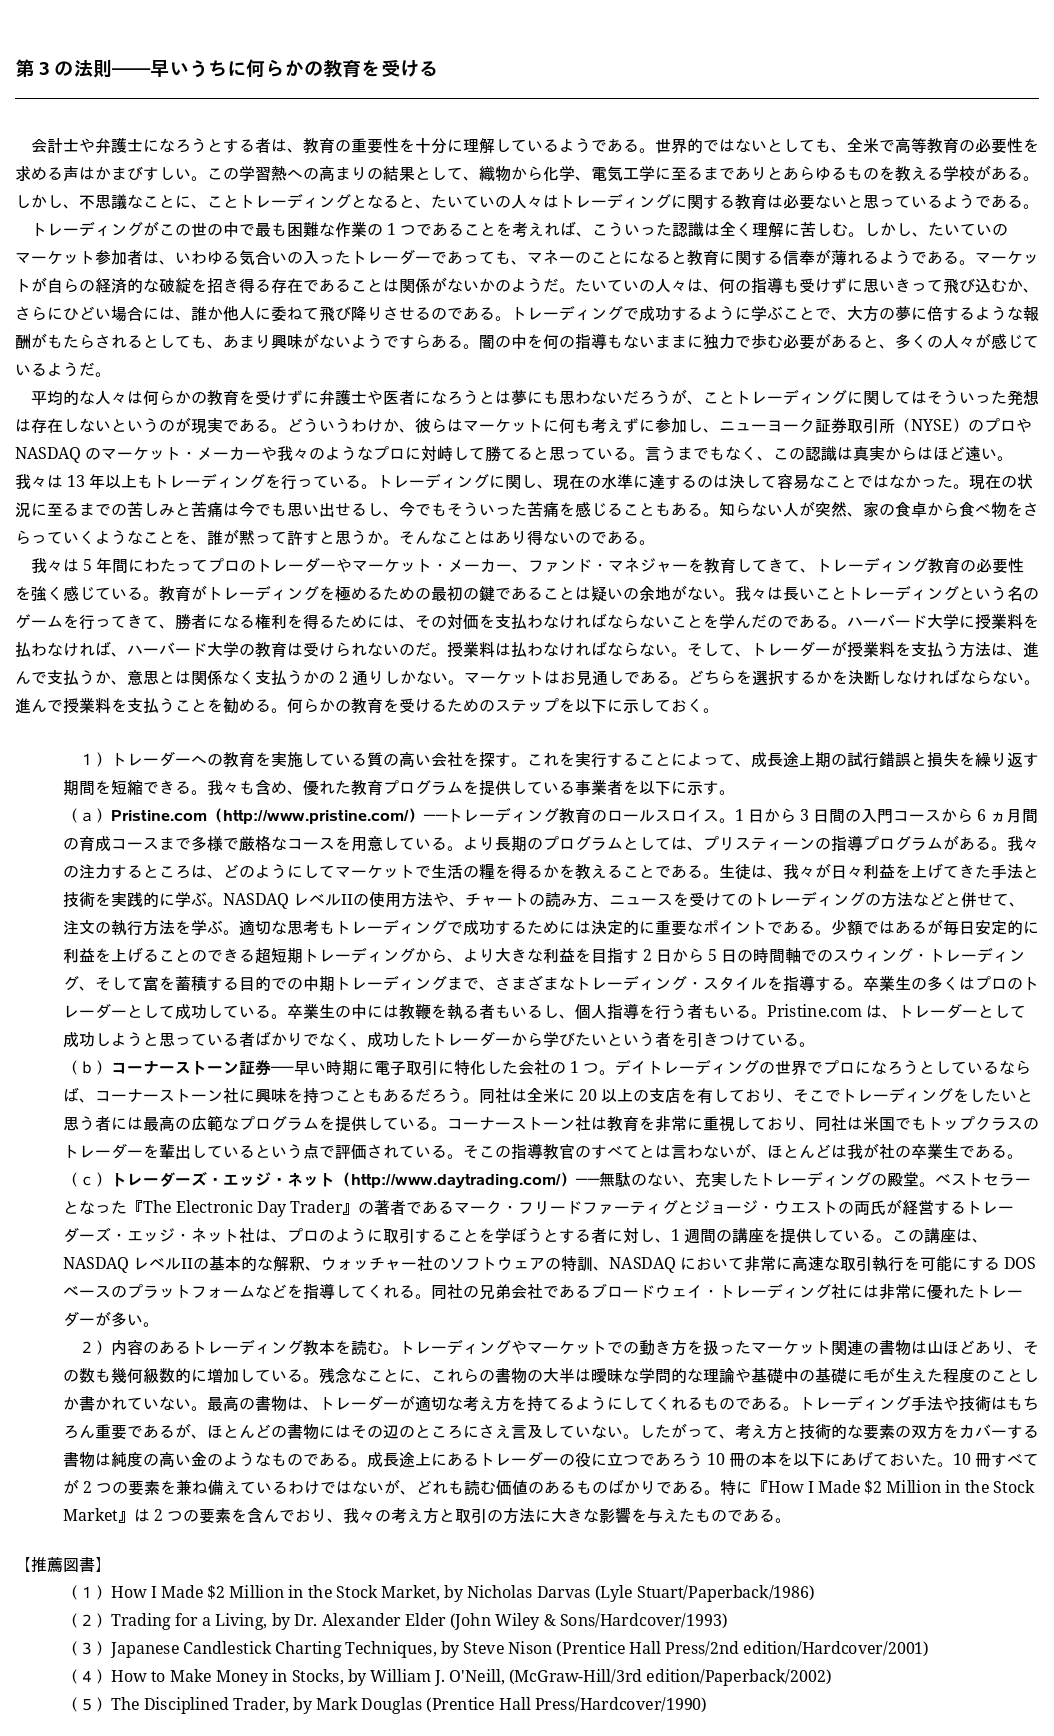 第３の法則――早いうちに何らかの教育を受ける
　会計士や弁護士になろうとする者は、教育の重要性を十分に理解しているようである。世界的ではないとしても、全米で高等教育の必要性を
求める声はかまびすしい。この学習熱への高まりの結果として、織物から化学、電気工学に至るまでありとあらゆるものを教える学校がある。
しかし、不思議なことに、ことトレーディングとなると、たいていの人々はトレーディングに関する教育は必要ないと思っているようである。
　トレーディングがこの世の中で最も困難な作業の 1 つであることを考えれば、こういった認識は全く理解に苦しむ。しかし、たいていの
マーケット参加者は、いわゆる気合いの入ったトレーダーであっても、マネーのことになると教育に関する信奉が薄れるようである。マーケッ
トが自らの経済的な破綻を招き得る存在であることは関係がないかのようだ。たいていの人々は、何の指導も受けずに思いきって飛び込むか、
さらにひどい場合には、誰か他人に委ねて飛び降りさせるのである。トレーディングで成功するように学ぶことで、大方の夢に倍するような報
酬がもたらされるとしても、あまり興味がないようですらある。闇の中を何の指導もないままに独力で歩む必要があると、多くの人々が感じて
いるようだ。
　平均的な人々は何らかの教育を受けずに弁護士や医者になろうとは夢にも思わないだろうが、ことトレーディングに関してはそういった発想
は存在しないというのが現実である。どういうわけか、彼らはマーケットに何も考えずに参加し、ニューヨーク証券取引所（NYSE）のプロや
NASDAQ のマーケット・メーカーや我々のようなプロに対峙して勝てると思っている。言うまでもなく、この認識は真実からはほど遠い。
我々は 13 年以上もトレーディングを行っている。トレーディングに関し、現在の水準に達するのは決して容易なことではなかった。現在の状
況に至るまでの苦しみと苦痛は今でも思い出せるし、今でもそういった苦痛を感じることもある。知らない人が突然、家の食卓から食べ物をさ
らっていくようなことを、誰が黙って許すと思うか。そんなことはあり得ないのである。
　我々は 5 年間にわたってプロのトレーダーやマーケット・メーカー、ファンド・マネジャーを教育してきて、トレーディング教育の必要性
を強く感じている。教育がトレーディングを極めるための最初の鍵であることは疑いの余地がない。我々は長いことトレーディングという名の
ゲームを行ってきて、勝者になる権利を得るためには、その対価を支払わなければならないことを学んだのである。ハーバード大学に授業料を
払わなければ、ハーバード大学の教育は受けられないのだ。授業料は払わなければならない。そして、トレーダーが授業料を支払う方法は、進
んで支払うか、意思とは関係なく支払うかの 2 通りしかない。マーケットはお見通しである。どちらを選択するかを決断しなければならない。
進んで授業料を支払うことを勧める。何らかの教育を受けるためのステップを以下に示しておく。
　１）トレーダーへの教育を実施している質の高い会社を探す。これを実行することによって、成長途上期の試行錯誤と損失を繰り返す
期間を短縮できる。我々も含め、優れた教育プログラムを提供している事業者を以下に示す。
（ａ）Pristine.com（http://www.pristine.com/）――トレーディング教育のロールスロイス。1 日から 3 日間の入門コースから 6 ヵ月間
の育成コースまで多様で厳格なコースを用意している。より長期のプログラムとしては、プリスティーンの指導プログラムがある。我々
の注力するところは、どのようにしてマーケットで生活の糧を得るかを教えることである。生徒は、我々が日々利益を上げてきた手法と
技術を実践的に学ぶ。NASDAQ レベルIIの使用方法や、チャートの読み方、ニュースを受けてのトレーディングの方法などと併せて、
注文の執行方法を学ぶ。適切な思考もトレーディングで成功するためには決定的に重要なポイントである。少額ではあるが毎日安定的に
利益を上げることのできる超短期トレーディングから、より大きな利益を目指す 2 日から 5 日の時間軸でのスウィング・トレーディン
グ、そして富を蓄積する目的での中期トレーディングまで、さまざまなトレーディング・スタイルを指導する。卒業生の多くはプロのト
レーダーとして成功している。卒業生の中には教鞭を執る者もいるし、個人指導を行う者もいる。Pristine.com は、トレーダーとして
成功しようと思っている者ばかりでなく、成功したトレーダーから学びたいという者を引きつけている。
（ｂ）コーナーストーン証券――早い時期に電子取引に特化した会社の 1 つ。デイトレーディングの世界でプロになろうとしているなら
ば、コーナーストーン社に興味を持つこともあるだろう。同社は全米に 20 以上の支店を有しており、そこでトレーディングをしたいと
思う者には最高の広範なプログラムを提供している。コーナーストーン社は教育を非常に重視しており、同社は米国でもトップクラスの
トレーダーを輩出しているという点で評価されている。そこの指導教官のすべてとは言わないが、ほとんどは我が社の卒業生である。
（ｃ）トレーダーズ・エッジ・ネット（http://www.daytrading.com/）――無駄のない、充実したトレーディングの殿堂。ベストセラー
となった『The Electronic Day Trader』の著者であるマーク・フリードファーティグとジョージ・ウエストの両氏が経営するトレー
ダーズ・エッジ・ネット社は、プロのように取引することを学ぼうとする者に対し、1 週間の講座を提供している。この講座は、
NASDAQ レベルIIの基本的な解釈、ウォッチャー社のソフトウェアの特訓、NASDAQ において非常に高速な取引執行を可能にする DOS
ベースのプラットフォームなどを指導してくれる。同社の兄弟会社であるブロードウェイ・トレーディング社には非常に優れたトレー
ダーが多い。
　２）内容のあるトレーディング教本を読む。トレーディングやマーケットでの動き方を扱ったマーケット関連の書物は山ほどあり、そ
の数も幾何級数的に増加している。残念なことに、これらの書物の大半は曖昧な学問的な理論や基礎中の基礎に毛が生えた程度のことし
か書かれていない。最高の書物は、トレーダーが適切な考え方を持てるようにしてくれるものである。トレーディング手法や技術はもち
ろん重要であるが、ほとんどの書物にはその辺のところにさえ言及していない。したがって、考え方と技術的な要素の双方をカバーする
書物は純度の高い金のようなものである。成長途上にあるトレーダーの役に立つであろう 10 冊の本を以下にあげておいた。10 冊すべて
が 2 つの要素を兼ね備えているわけではないが、どれも読む価値のあるものばかりである。特に『How I Made $2 Million in the Stock
Market』は 2 つの要素を含んでおり、我々の考え方と取引の方法に大きな影響を与えたものである。
【推薦図書】
（１）How I Made $2 Million in the Stock Market, by Nicholas Darvas (Lyle Stuart/Paperback/1986)
（２）Trading for a Living, by Dr. Alexander Elder (John Wiley & Sons/Hardcover/1993)
（３）Japanese Candlestick Charting Techniques, by Steve Nison (Prentice Hall Press/2nd edition/Hardcover/2001)
（４）How to Make Money in Stocks, by William J. O'Neill, (McGraw-Hill/3rd edition/Paperback/2002)
（５）The Disciplined Trader, by Mark Douglas (Prentice Hall Press/Hardcover/1990)